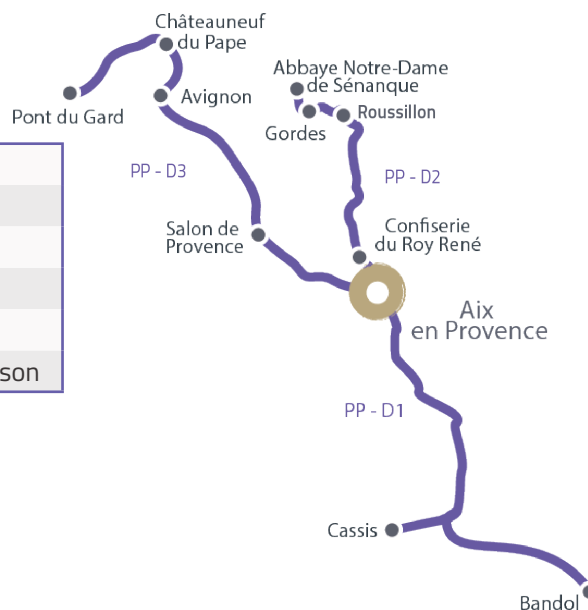 Châteauneuf
du Pape
Abbaye Notre-Dame
de Sénanque
Pont du Gard
Avignon
Gordes
Roussillon
PP - D3
PP - D2
Salon de
Provence
Confiserie
du Roy René
Aix
en Provence
son
PP - D1
Cassis
Bandol